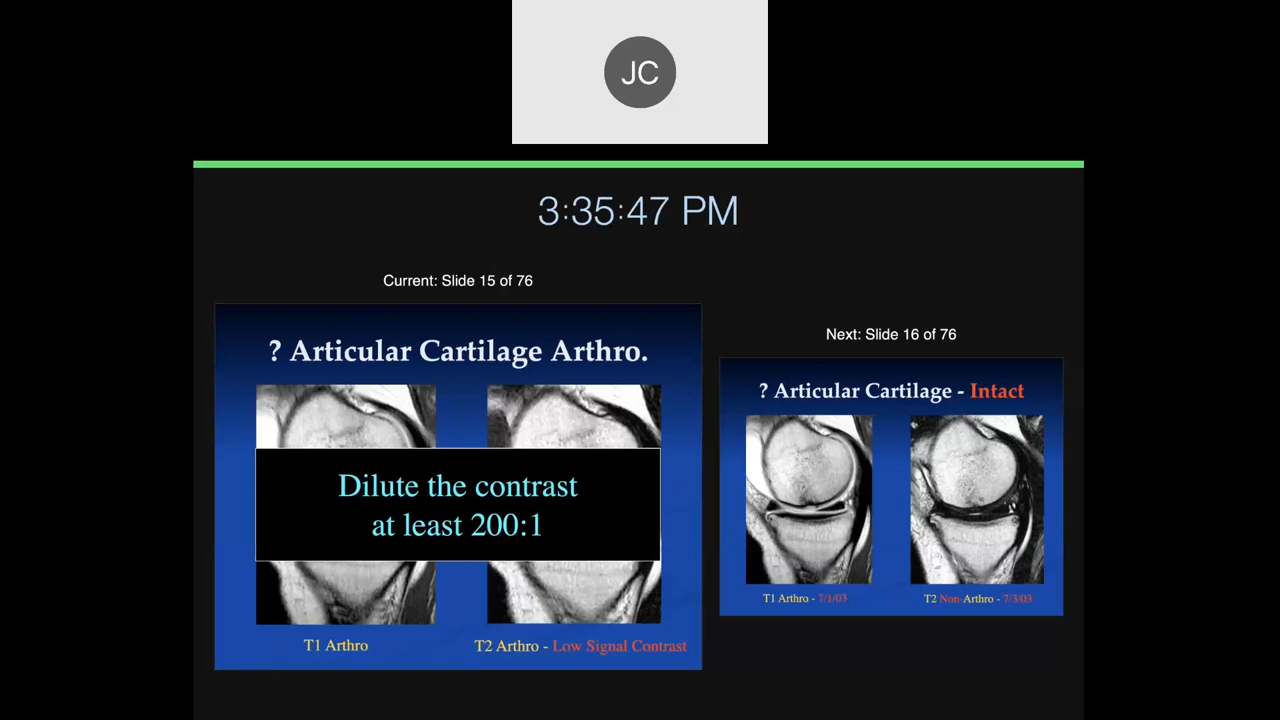 JC
3:35:47 PM
Current: Slide 15 of 76
? Articular Cartilage Arthro.
Dilute the contrast
at least 200:1
T1 Arthro
T2 Arthro - Low Signal Contrast
Next: Slide 16 of 76
? Articular Cartilage - Intact
T1 Arthro - 7/1/03
T2 Non-Arthro - 7/3/03